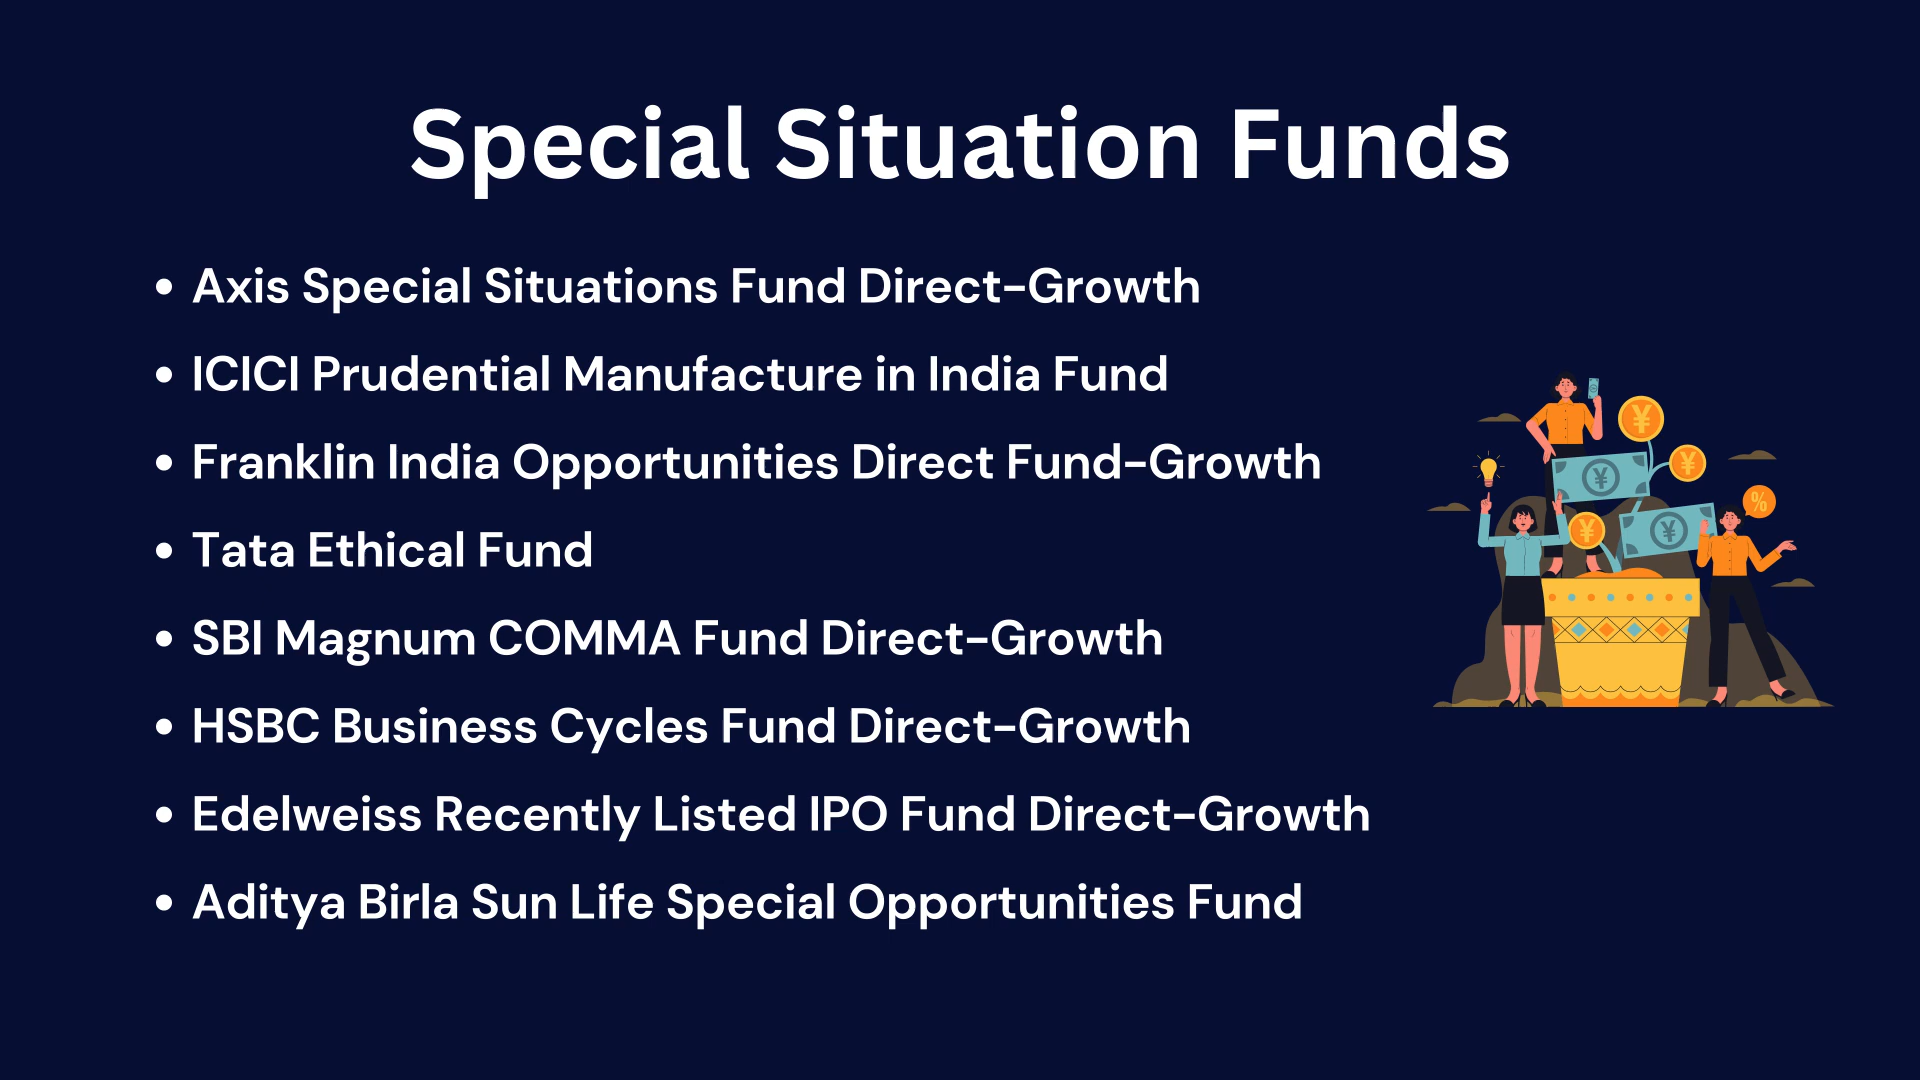 Special Situation Funds
• Axis Special Situations Fund Direct-Growth
• ICICI Prudential Manufacture in India Fund
• Franklin India Opportunities Direct Fund-Growth
• Tata Ethical Fund
• SBI Magnum COMMA Fund Direct-Growth
• HSBC Business Cycles Fund Direct-Growth
• Edelweiss Recently Listed IPO Fund Direct-Growth
• Aditya Birla Sun Life Special Opportunities Fund
¥
¥
¥
%
¥
¥